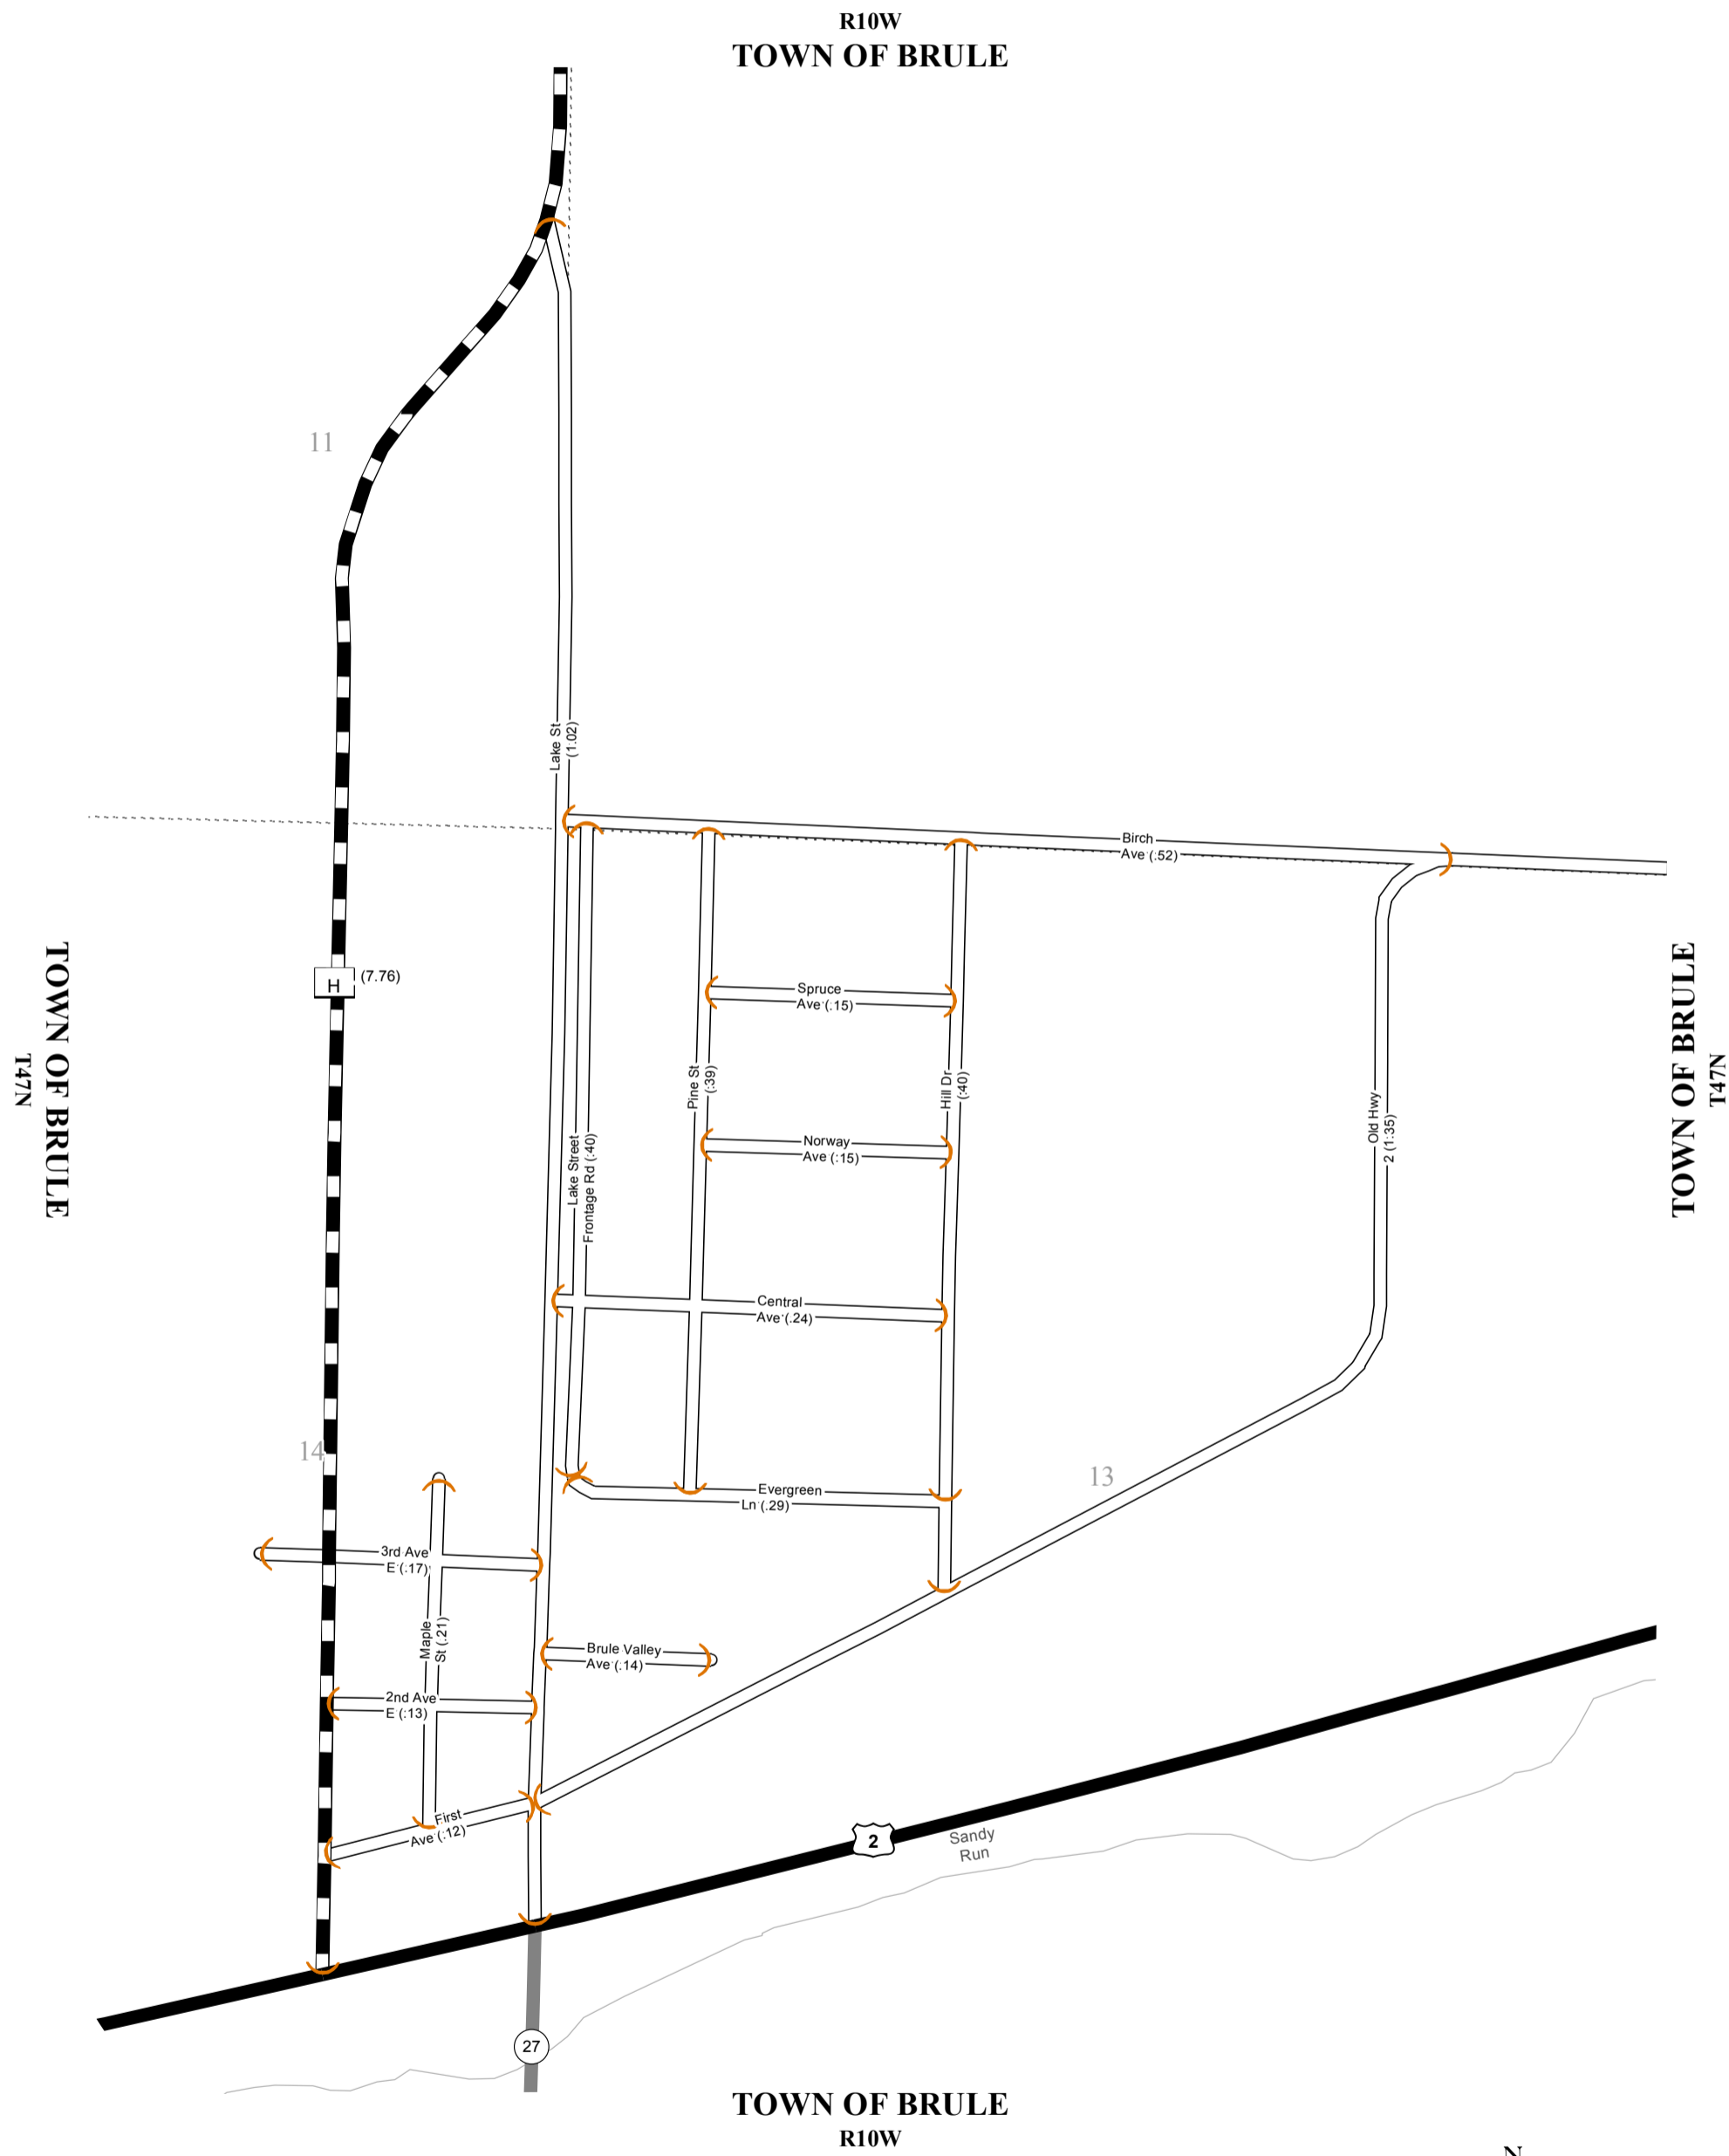 R10W
TOWN OF BRULE
11
Lake St
(1.02)
Birch
Ave (.52)
TOWN OF BRULE
T47N
H
(7.76)
Spruce
Ave (.15)
Pine St
(.39)
Hill Dr
(.40)
Norway
Ave (.15)
Lake Street
Frontage Rd (.40)
Old Hwy
2 (1.35)
TOWN OF BRULE
T47N
Central
Ave (.24)
14
13
Evergreen
Ln (.29)
3rd Ave
E (.17)
Maple
St (.21)
Brule Valley
Ave (.14)
2nd Ave
E (.13)
First
Ave (.12)
2
Sandy
Run
27
TOWN OF BRULE
R10W